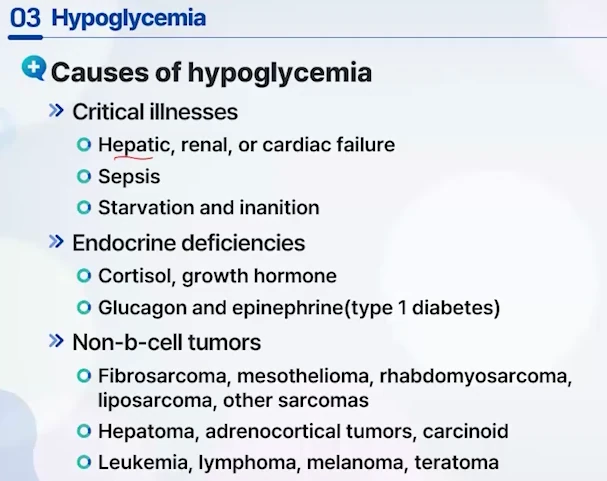 03 Hypoglycemia
Causes of hypoglycemia
Critical illnesses
Hepatic, renal, or cardiac failure
Sepsis
Starvation and inanition
Endocrine deficiencies
Cortisol, growth hormone
Glucagon and epinephrine(type 1 diabetes)
Non-b-cell tumors
Fibrosarcoma, mesothelioma, rhabdomyosarcoma,
liposarcoma, other sarcomas
Hepatoma, adrenocortical tumors, carcinoid
Leukemia, lymphoma, melanoma, teratoma